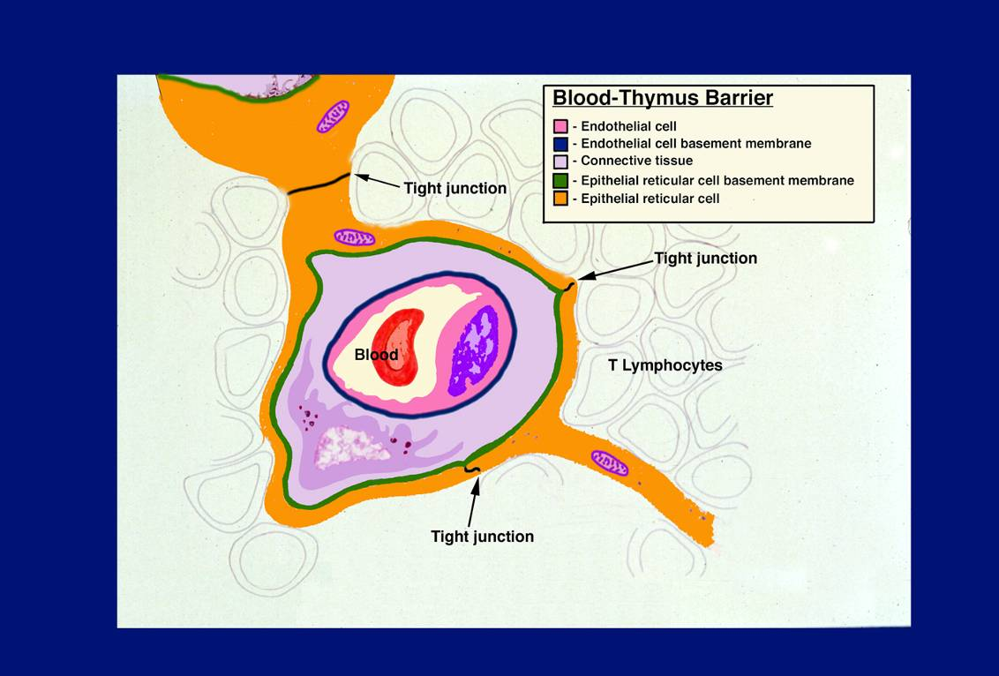 Blood-Thymus Barrier
- Endothelial cell
- Endothelial cell basement membrane
- Connective tissue
- Epithelial reticular cell basement membrane
- Epithelial reticular cell
Tight junction
Tight junction
Blood
T Lymphocytes
Tight junction